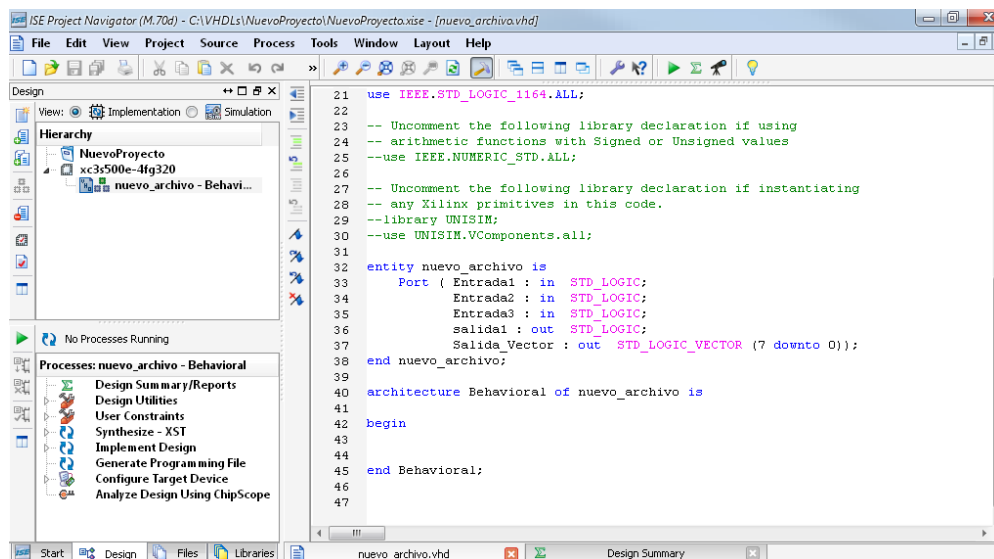 ISE Project Navigator (M.70d) - C:\VHDLs\NuevoProyecto\NuevoProyecto.xise - [nuevo_archivo.vhd]
File Edit View Project Source Process Tools Window Layout Help
Design
View: Implementation Simulation
Hierarchy
NuevoProyecto
xc3s500e-4fg320
nuevo_archivo - Behavi...
No Processes Running
Processes: nuevo_archivo - Behavioral
Design Summary/Reports
Design Utilities
User Constraints
Synthesize - XST
Implement Design
Generate Programming File
Configure Target Device
Analyze Design Using ChipScope
Start Design Files Libraries
21 use IEEE.STD_LOGIC_1164.ALL;
22
23 -- Uncomment the following library declaration if using
24 -- arithmetic functions with Signed or Unsigned values
25 --use IEEE.NUMERIC_STD.ALL;
26
27 -- Uncomment the following library declaration if instantiating
28 -- any Xilinx primitives in this code.
29 --library UNISIM;
30 --use UNISIM.VComponents.all;
31
32 entity nuevo_archivo is
33 Port ( Entrada1 : in STD_LOGIC;
34 Entrada2 : in STD_LOGIC;
35 Entrada3 : in STD_LOGIC;
36 salida1 : out STD_LOGIC;
37 Salida_Vector : out STD_LOGIC_VECTOR (7 downto 0));
38 end nuevo_archivo;
39
40 architecture Behavioral of nuevo_archivo is
41
42 begin
43
44
45 end Behavioral;
46
47
nuevo_archivo.vhd Design Summary